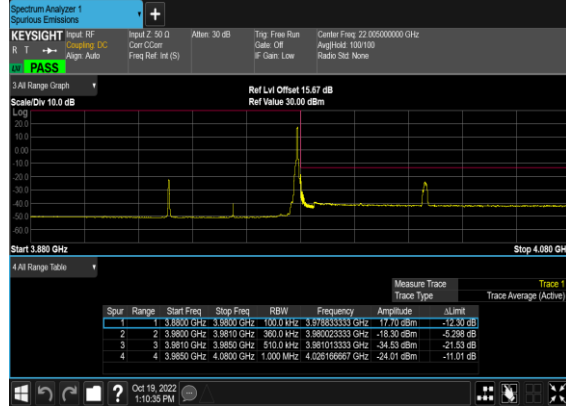 Spectrum Analyzer 1
Spurious Emissions
+
KEYSIGHT Input: RF Input Z: 50 Ω Atten: 30 dB Trig: Free Run Center Freq: 22.005000000 GHz
R T Coupling: DC Corr CCorr Gate: Off Avg|Hold: 100/100
Align: Auto Freq Ref: Int (S) IF Gain: Low Radio Std: None
PASS
3 All Range Graph
Ref Lvl Offset 15.67 dB
Scale/Div 10.0 dB Ref Value 30.00 dBm
Log
20.0
10.0
0.00
-10.0
-20.0
-30.0
-40.0
-50.0
-60.0
Start 3.880 GHz Stop 4.080 GH
4 All Range Table
Measure Trace Trace 1
Trace Type Trace Average (Active)
Spur Range Start Freq Stop Freq RBW Frequency Amplitude ΔLimit
1 1 3.8800 GHz 3.9800 GHz 100.0 kHz 3.978833333 GHz 17.70 dBm -12.30 dB
2 2 3.9800 GHz 3.9810 GHz 360.0 kHz 3.980023333 GHz -18.30 dBm -5.298 dB
3 3 3.9810 GHz 3.9850 GHz 510.0 kHz 3.981013333 GHz -34.53 dBm -21.53 dB
4 4 3.9850 GHz 4.0800 GHz 1.000 MHz 4.026166667 GHz -24.01 dBm -11.01 dB
? Oct 19, 2022
1:10:35 PM